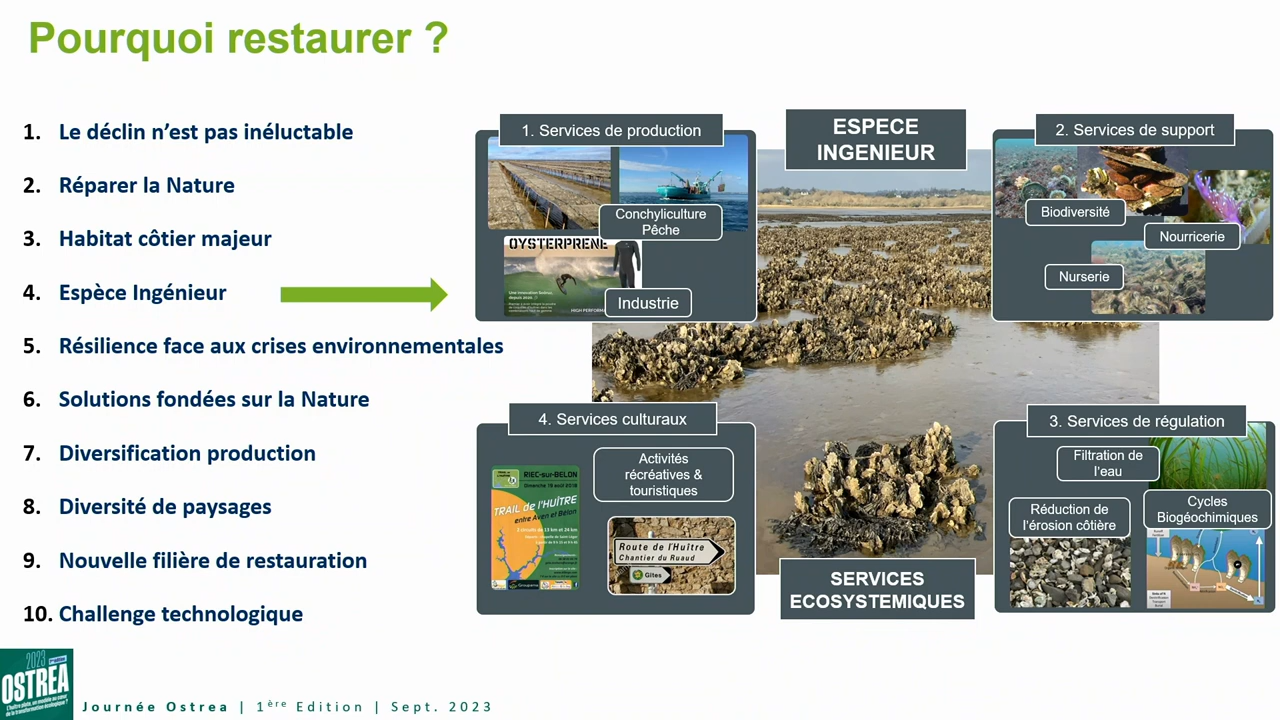 Pourquoi restaurer ?
1. Le déclin n'est pas inéluctable
2. Réparer la Nature
3. Habitat côtier majeur
4. Espèce Ingénieur
5. Résilience face aux crises environnementales
6. Solutions fondées sur la Nature
7. Diversification production
8. Diversité de paysages
9. Nouvelle filière de restauration
10. Challenge technologique
ESPECE
INGENIEUR
1. Services de production
Conchyliculture
Pêche
OYSTERPRENE
Industrie
2. Services de support
Biodiversité
Nourricerie
Nurserie
4. Services culturaux
Activités
récréatives &
touristiques
RIEC-sur-BELON
TRAIL de l'HUÎTRE
entre Aven et Bélon
Route de l'Huître
Chantier du Ruaud
Gîtes
3. Services de régulation
Filtration de
l'eau
Réduction de
l'érosion côtière
Cycles
Biogéochimiques
SERVICES
ECOSYSTEMIQUES
2023
OSTREA
Journée Ostrea | 1ère Edition | Sept. 2023